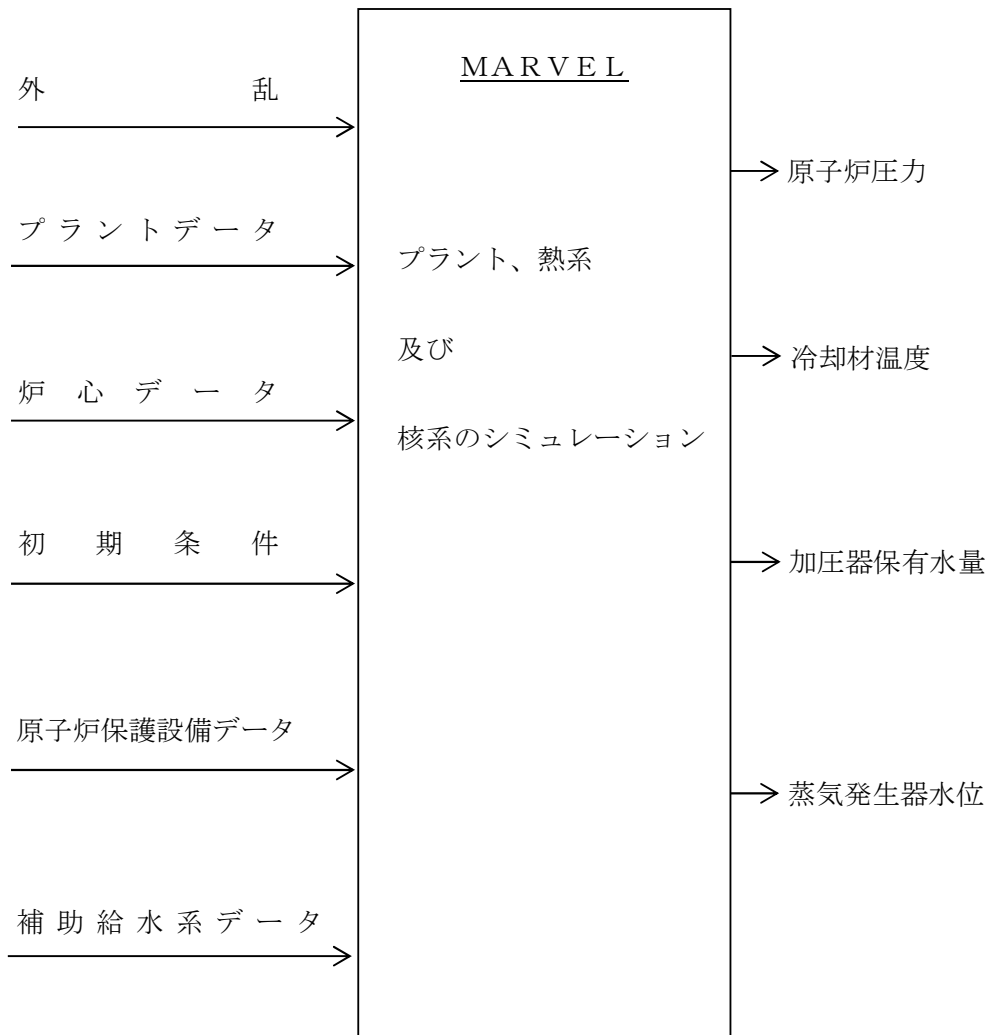 外乱
プラントデータ
炉心データ
初期条件
原子炉保護設備データ
補助給水系データ
MARVEL
プラント、熱系
及び
核系のシミュレーション
原子炉圧力
冷却材温度
加圧器保有水量
蒸気発生器水位